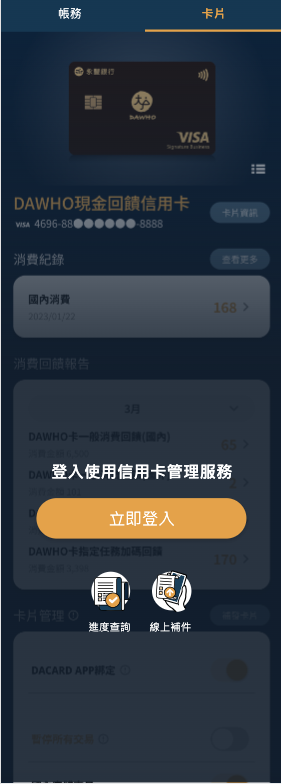 帳務 卡片
永豐銀行
DAWHO
VISA
Signature Business
DAWHO現金回饋信用卡
卡片資訊
VISA 4696-88●●●●●●-8888
消費紀錄 查看更多
國內消費
2023/01/22
168
消費回饋報告
3月
DAWHO卡一般消費回饋(國內)
55
登入使用信用卡管理服務
立即登入
DAWHO卡指定任務加碼回饋
170
進度查詢 線上補件
卡片管理
DACARD APP綁定
暫停所有交易